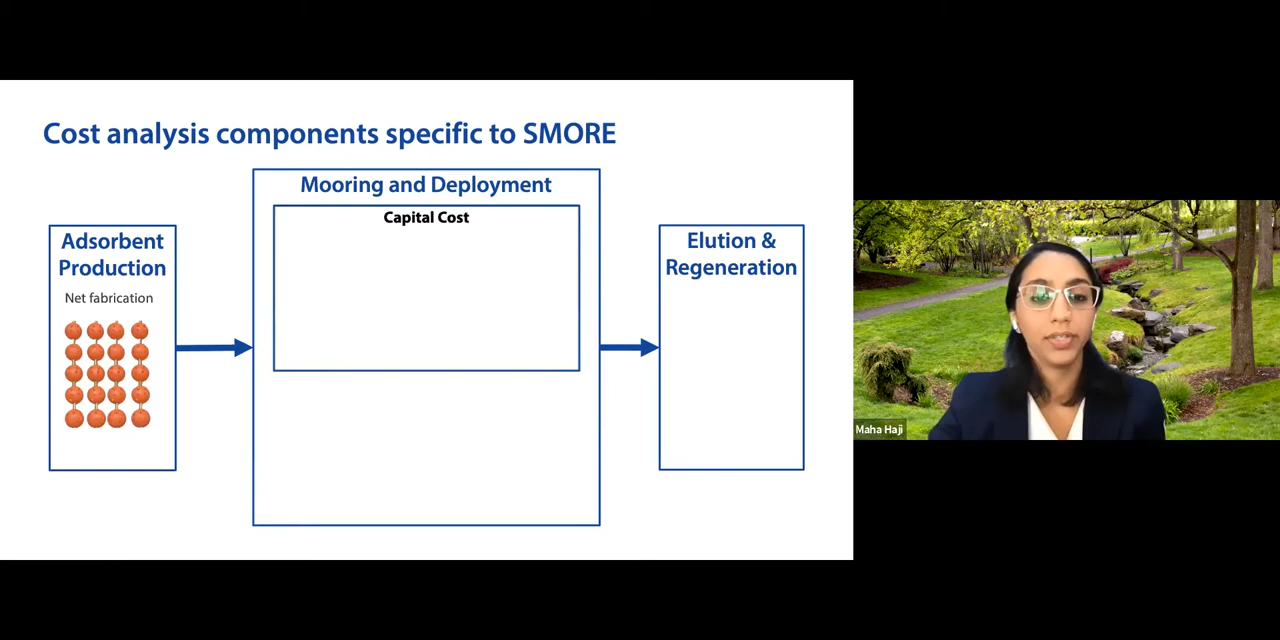 Cost analysis components specific to SMORE
Mooring and Deployment
Capital Cost
Adsorbent
Production
Net fabrication
Elution &
Regeneration
Maha Haji